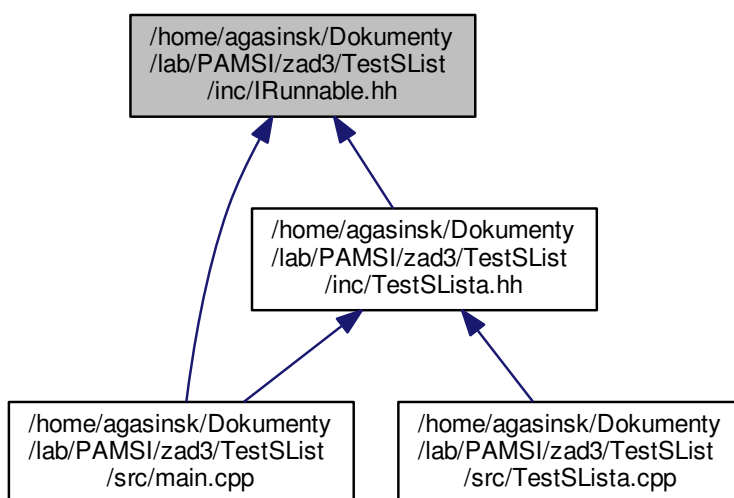 /home/agasinsk/Dokumenty
/lab/PAMSI/zad3/TestSList
/inc/IRunnable.hh
/home/agasinsk/Dokumenty
/lab/PAMSI/zad3/TestSList
/inc/TestSLista.hh
/home/agasinsk/Dokumenty
/lab/PAMSI/zad3/TestSList
/src/main.cpp
/home/agasinsk/Dokumenty
/lab/PAMSI/zad3/TestSList
/src/TestSLista.cpp